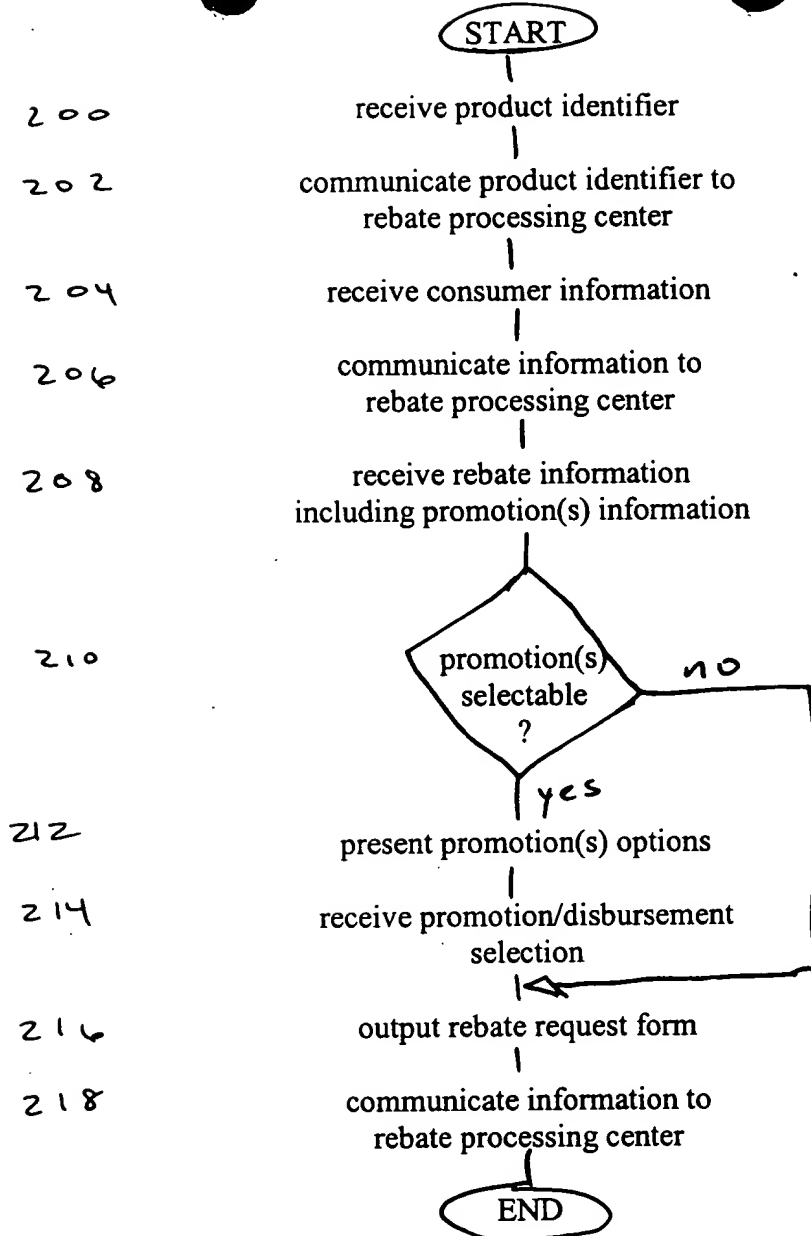 START
200 receive product identifier
202 communicate product identifier to
rebate processing center
204 receive consumer information
206 communicate information to
rebate processing center
208 receive rebate information
including promotion(s) information
210 promotion(s) no
selectable
?
yes
212 present promotion(s) options
214 receive promotion/disbursement
selection
216 output rebate request form
218 communicate information to
rebate processing center
END